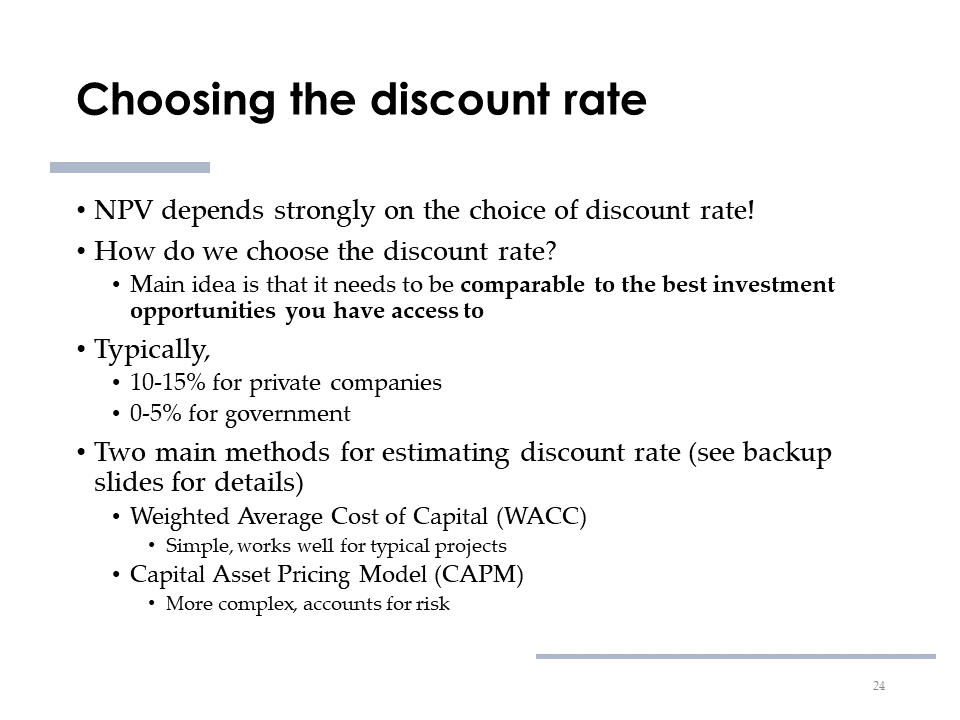 Choosing the discount rate
• NPV depends strongly on the choice of discount rate!
• How do we choose the discount rate?
• Main idea is that it needs to be comparable to the best investment
opportunities you have access to
• Typically,
• 10-15% for private companies
• 0-5% for government
• Two main methods for estimating discount rate (see backup
slides for details)
• Weighted Average Cost of Capital (WACC)
• Simple, works well for typical projects
• Capital Asset Pricing Model (CAPM)
• More complex, accounts for risk
24